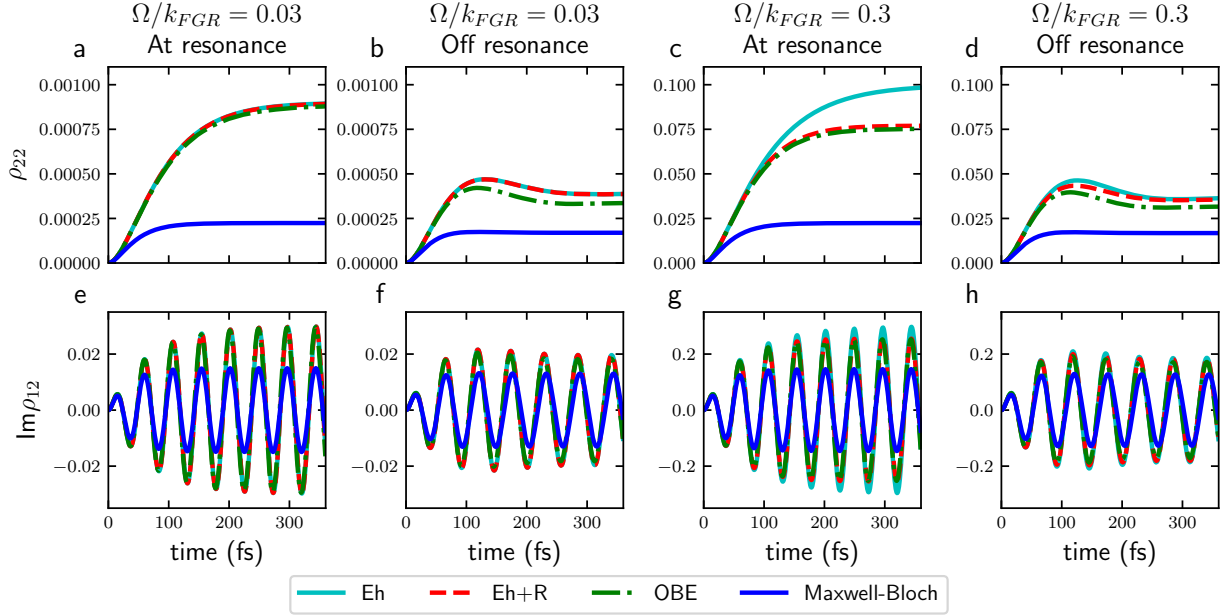 Ω/k_FGR = 0.03 Ω/k_FGR = 0.03 Ω/k_FGR = 0.3 Ω/k_FGR = 0.3
a At resonance b Off resonance c At resonance d Off resonance
0.00100 0.00100 0.100 0.100
0.00075 0.00075 0.075 0.075
0.00050 0.00050 0.050 0.050
0.00025 0.00025 0.025 0.025
0.00000 0.00000 0.000 0.000
ρ22
e f g h
0.02 0.02 0.2 0.2
0.00 0.00 0.0 0.0
−0.02 −0.02 −0.2 −0.2
Imρ12
0 100 200 300 0 100 200 300 0 100 200 300 0 100 200 300
time (fs) time (fs) time (fs) time (fs)
Eh Eh+R OBE Maxwell-Bloch